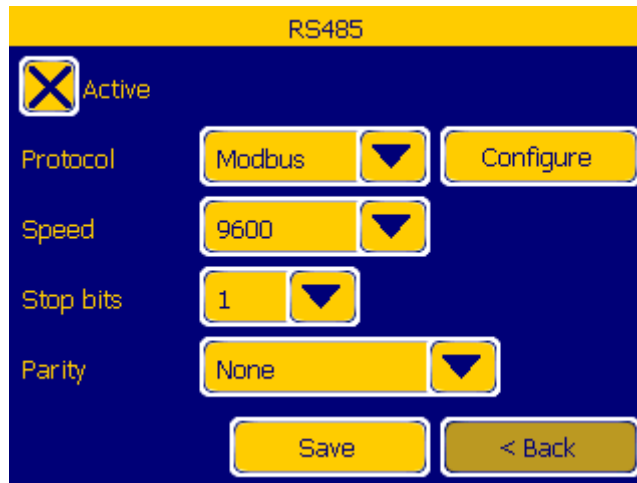 RS485
Active
Protocol Modbus Configure
Speed 9600
Stop bits 1
Parity None
Save < Back